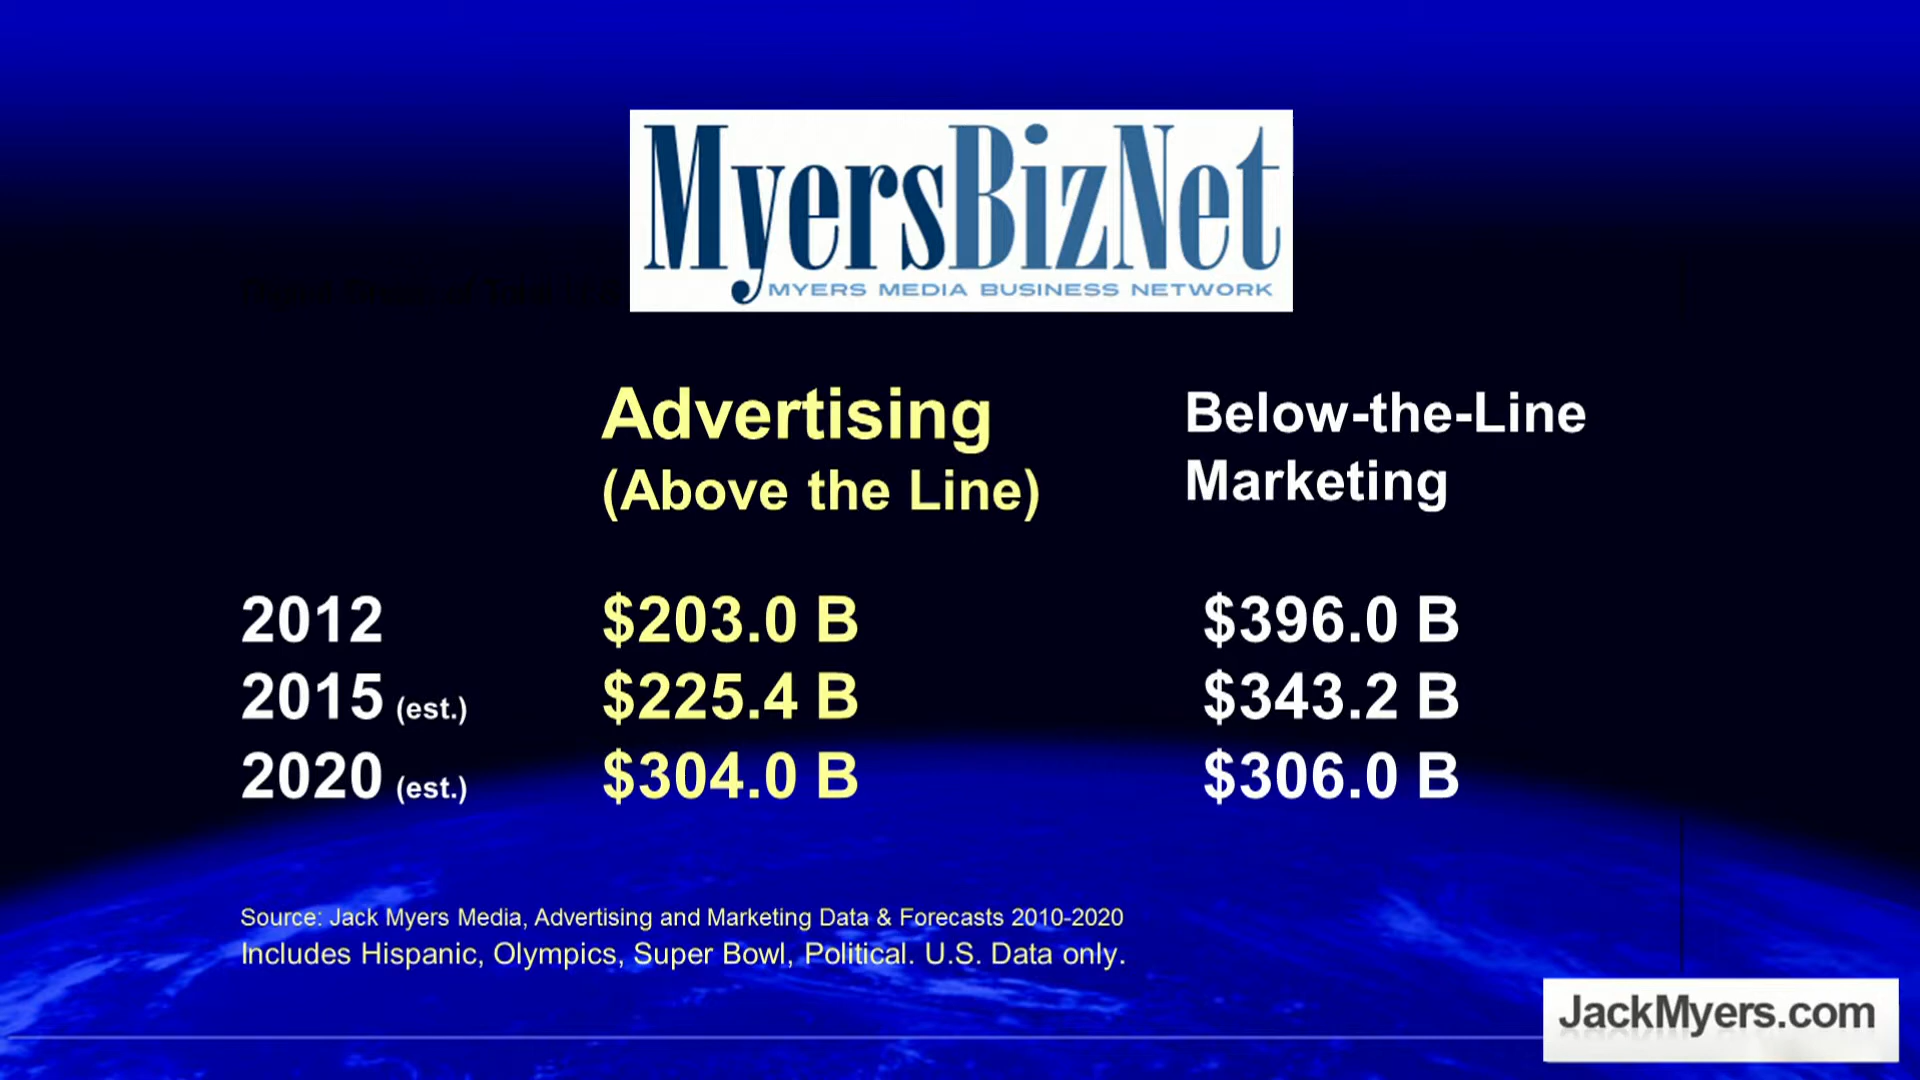 MyersBizNet
MYERS MEDIA BUSINESS NETWORK
Advertising
(Above the Line)
Below-the-Line
Marketing
2012 $203.0 B $396.0 B
2015 (est.) $225.4 B $343.2 B
2020 (est.) $304.0 B $306.0 B
Source: Jack Myers Media, Advertising and Marketing Data & Forecasts 2010-2020
Includes Hispanic, Olympics, Super Bowl, Political. U.S. Data only.
JackMyers.com